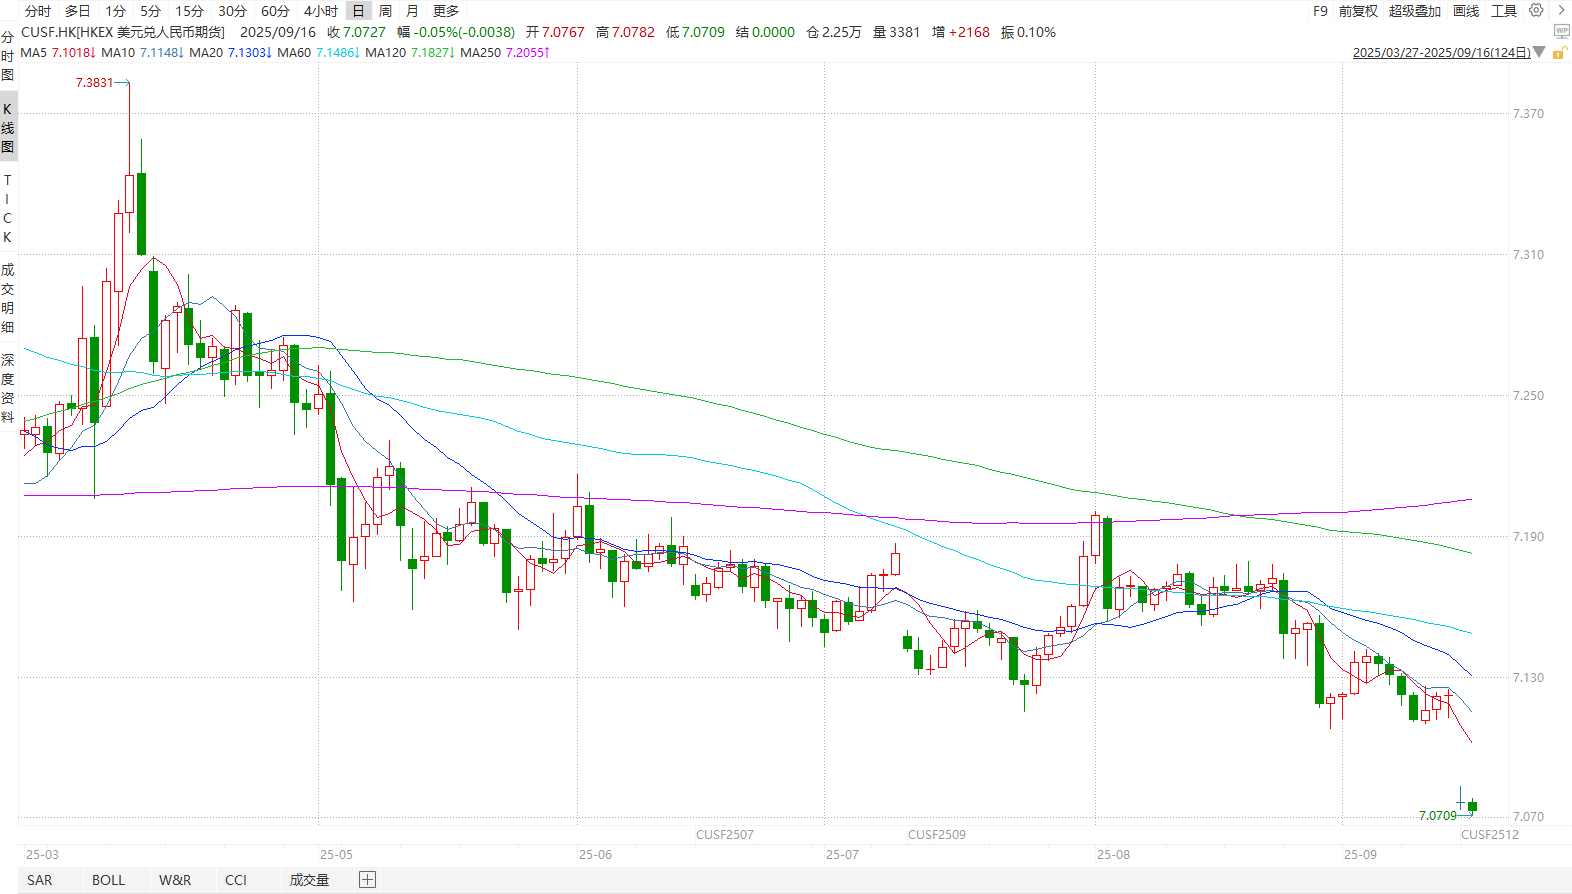 分时 多日 1分 5分 15分 30分 60分 4小时 日 周 月 更多 F9 前复权 超级叠加 画线 工具
CUSF.HK[HKEX 美元兑人民币期货] 2025/09/16 收7.0727 幅-0.05%(-0.0038) 开7.0767 高7.0782 低7.0709 结0.0000 仓2.25万 量3381 增+2168 振0.10%
MA5 7.1018↓ MA10 7.1148↓ MA20 7.1303↓ MA60 7.1486↓ MA120 7.1827↓ MA250 7.2055↑ 2025/03/27-2025/09/16(124日)
WP
分时图
K线图
TICK
成交明细
深度资料
7.3831
7.370
7.310
7.250
7.190
7.130
7.070
7.0709
CUSF2507 CUSF2509 CUSF2512
25-03 25-05 25-06 25-07 25-08 25-09
SAR BOLL W&R CCI 成交量